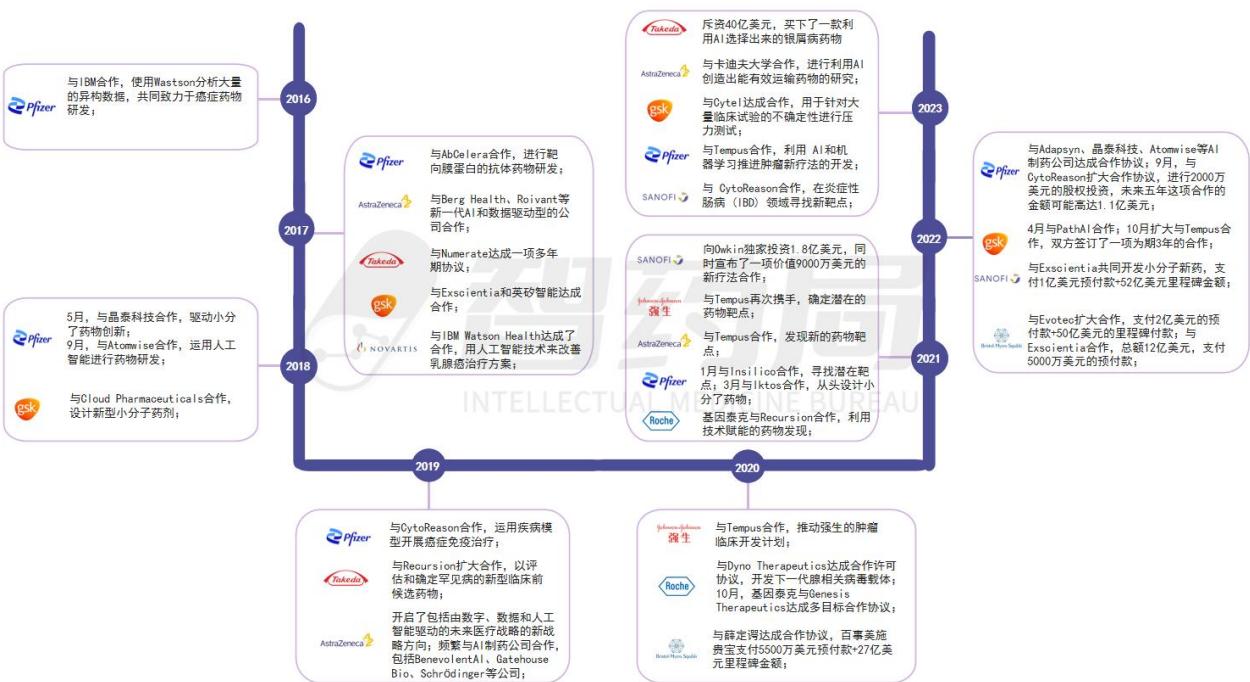 2016
Pfizer
与IBM合作，使用Wastson分析大量
的异构数据，共同致力于癌症药物
研发；
2017
Pfizer
与AbCelera合作，进行靶
向膜蛋白的抗体药物研发；
AstraZeneca
与Berg Health、Roivant等
新一代AI和数据驱动型的公
司合作；
Takeda
与Numerate达成一项多年
期协议；
gsk
与Exscientia和英矽智能达成
合作；
NOVARTIS
与IBM Watson Health达成了
合作，用人工智能技术来改善
乳腺癌治疗方案；
2018
Pfizer
5月，与晶泰科技合作，驱动小分
了药物创新；
9月，与Atomwise合作，运用人工
智能进行药物研发；
gsk
与Cloud Pharmaceuticals合作，
设计新型小分子药剂；
2019
Pfizer
与CytoReason合作，运用疾病模
型开展癌症免疫治疗；
Takeda
与Recursion扩大合作，以评
估和确定罕见病的新型临床前
候选药物；
AstraZeneca
开启了包括由数字、数据和人工
智能驱动的未来医疗战略的新战
略方向；频繁与AI制药公司合作，
包括BenevolentAI、Gatehouse
Bio、Schrödinger等公司；
2020
Johnson&Johnson
强生
与Tempus合作，推动强生的肿瘤
临床开发计划；
Roche
与Dyno Therapeutics达成合作许可
协议，开发下一代腺相关病毒载体；
10月，基因泰克与Genesis
Therapeutics达成多目标合作协议；
Bristol Myers Squibb
与薛定谔达成合作协议，百事美施
贵宝支付5500万美元预付款+27亿美
元里程碑金额；
2021
SANOFI
向Owkin独家投资1.8亿美元，同
时宣布了一项价值9000万美元的
新疗法合作；
Johnson&Johnson
强生
与Tempus再次携手，确定潜在的
药物靶点；
AstraZeneca
与Tempus合作，发现新的药物靶
点；
Pfizer
1月与Insilico合作，寻找潜在靶
点；3月与Iktos合作，从头设计小
分了药物；
Roche
基因泰克与Recursion合作，利用
技术赋能的药物发现；
2022
Pfizer
与Adapsyn、晶泰科技、Atomwise等AI
制药公司达成合作协议；9月，与
CytoReason扩大合作协议，进行2000万
美元的股权投资，未来五年这项合作的
金额可能高达1.1亿美元；
gsk
4月与PathAI合作；10月扩大与Tempus合
作，双方签订了一项为期3年的合作；
SANOFI
与Exscientia共同开发小分子新药，支
付1亿美元预付款+52亿美元里程碑金额；
Bristol Myers Squibb
与Evotec扩大合作，支付2亿美元的预
付款+50亿美元的里程碑付款；与
Exscientia合作，总额12亿美元，支付
5000万美元的预付款；
2023
Takeda
斥资40亿美元，买下了一款利
用AI选择出来的银屑病药物
AstraZeneca
与卡迪夫大学合作，进行利用AI
创造出能有效运输药物的研究；
gsk
与Cytel达成合作，用于针对大
量临床试验的不确定性进行压
力测试；
Pfizer
与Tempus合作，利用 AI和机
器学习推进肿瘤新疗法的开发；
SANOFI
与 CytoReason合作，在炎症性
肠病（IBD）领域寻找新靶点；
智药局
INTELLECTUAL MEDICINE BUREAU